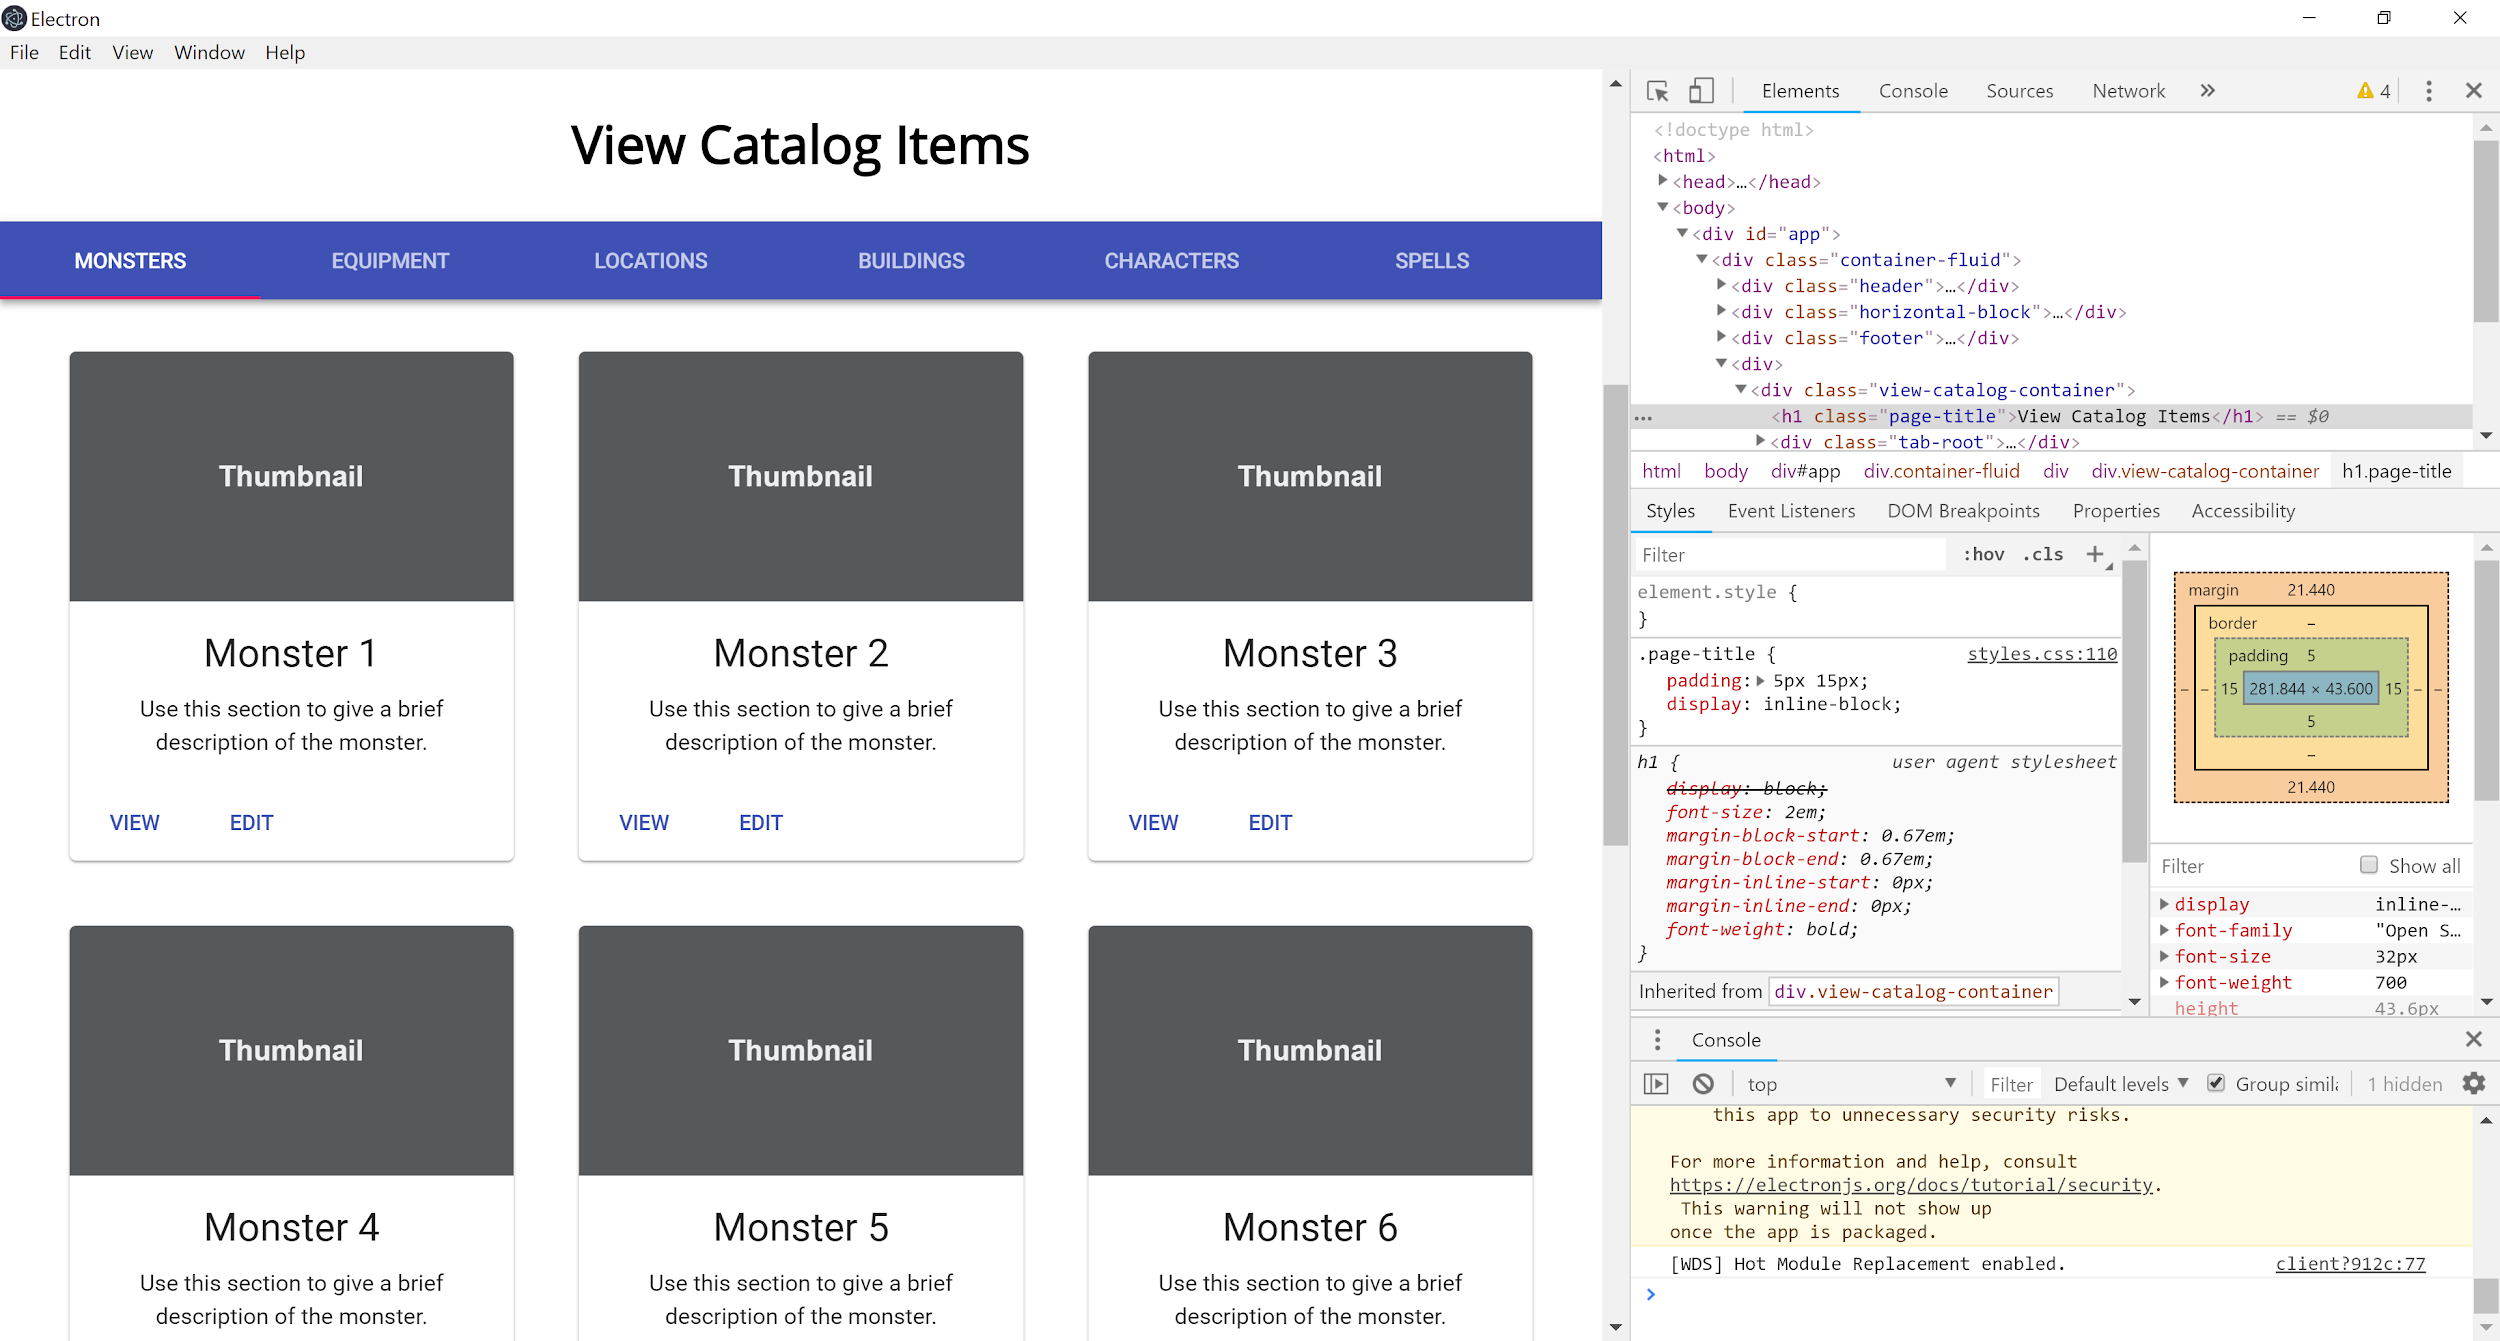 Electron
File Edit View Window Help
View Catalog Items
MONSTERS EQUIPMENT LOCATIONS BUILDINGS CHARACTERS SPELLS
Thumbnail Thumbnail Thumbnail
Monster 1 Monster 2 Monster 3
Use this section to give a brief Use this section to give a brief Use this section to give a brief
description of the monster. description of the monster. description of the monster.
VIEW EDIT VIEW EDIT VIEW EDIT
Thumbnail Thumbnail Thumbnail
Monster 4 Monster 5 Monster 6
Use this section to give a brief Use this section to give a brief Use this section to give a brief
description of the monster. description of the monster. description of the monster.
Elements Console Sources Network » 4
<!doctype html>
<html>
<head>…</head>
<body>
<div id="app">
<div class="container-fluid">
<div class="header">…</div>
<div class="horizontal-block">…</div>
<div class="footer">…</div>
<div>
<div class="view-catalog-container">
… <h1 class="page-title">View Catalog Items</h1> == $0
<div class="tab-root">…</div>
html body div#app div.container-fluid div div.view-catalog-container h1.page-title
Styles Event Listeners DOM Breakpoints Properties Accessibility
Filter :hov .cls +
element.style {
}
.page-title { styles.css:110
padding: 5px 15px;
display: inline-block;
}
h1 { user agent stylesheet
display: block;
font-size: 2em;
margin-block-start: 0.67em;
margin-block-end: 0.67em;
margin-inline-start: 0px;
margin-inline-end: 0px;
font-weight: bold;
}
Inherited from div.view-catalog-container
margin 21.440
border –
padding 5
– – 15 281.844 × 43.600 15 – –
5
–
21.440
Filter Show all
display inline-…
font-family "Open S…
font-size 32px
font-weight 700
height 43.6px
Console
top Filter Default levels Group simil 1 hidden
this app to unnecessary security risks.
For more information and help, consult
https://electronjs.org/docs/tutorial/security.
This warning will not show up
once the app is packaged.
[WDS] Hot Module Replacement enabled. client?912c:77
>